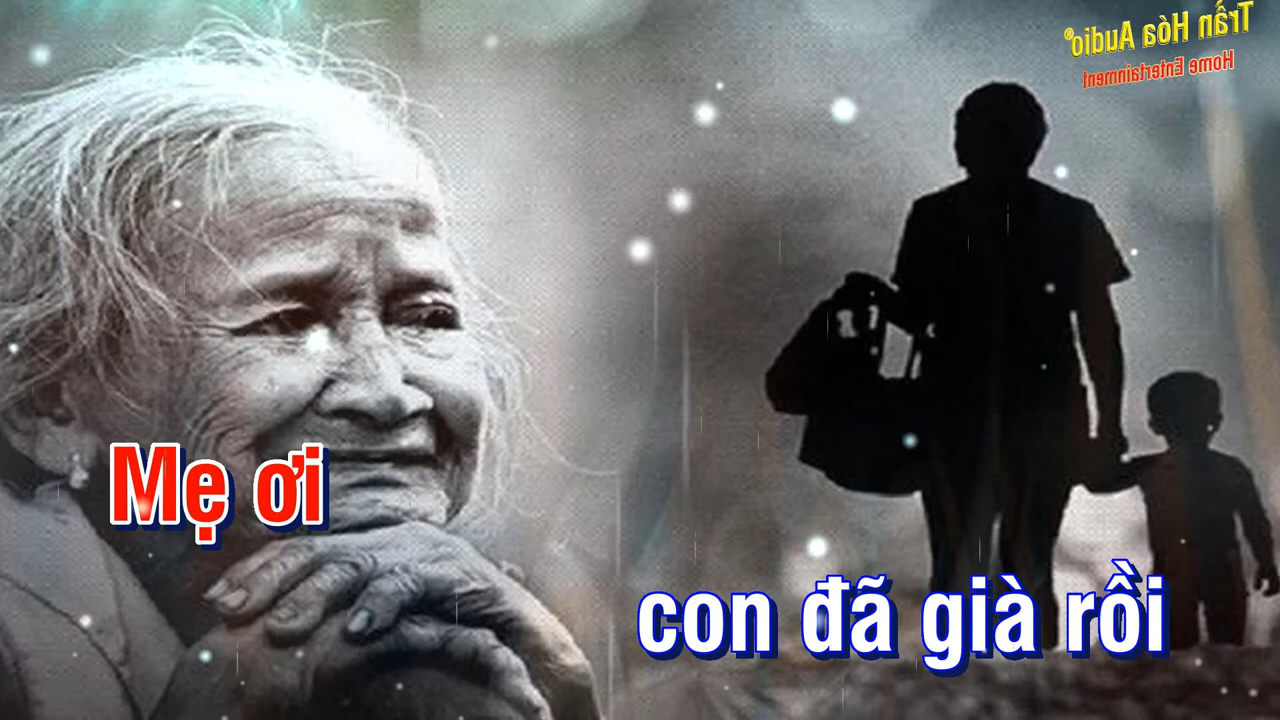 Trần Hòa Audio®
Home Entertainment
Mẹ ơi
con đã già rồi